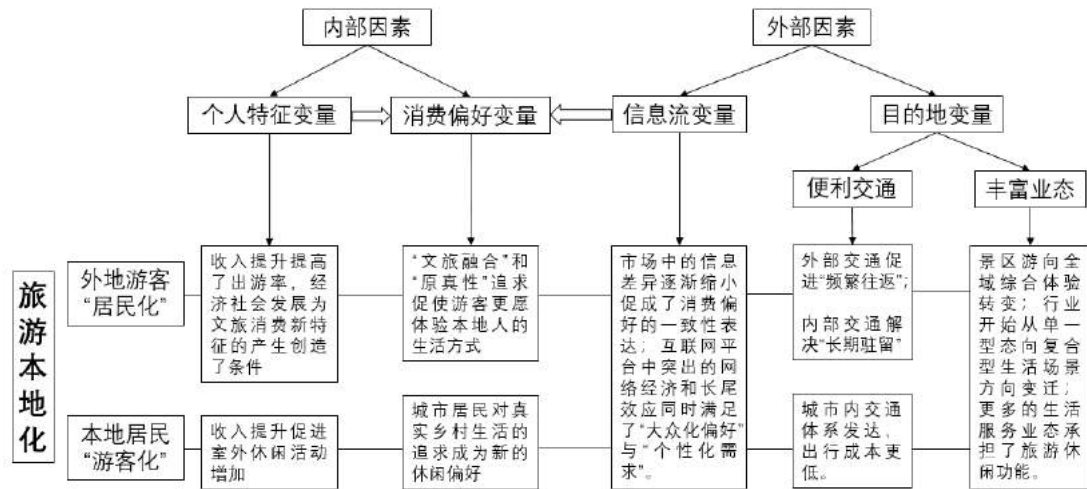 内部因素
外部因素
个人特征变量
消费偏好变量
信息流变量
目的地变量
便利交通
丰富业态
旅游本地化
外地游客
“居民化”
收入提升提高
了出游率，经
济社会发展为
文旅消费新特
征的产生创造
了条件
“文旅融合”和
“原真性”追求
促使游客更愿
体验本地人的
生活方式
市场中的信息
差异逐渐缩小
促成了消费偏
好的一致性表
达；互联网平
台中突出的网
络经济和长尾
效应同时满足
了“大众化偏好”
与“个性化需
求”。
外部交通促
进“频繁往返”；
内部交通解
决“长期驻留”
景区游向全
域综合体验
转变；行业
开始从单一
型态向复合
型生活场景
方向变迁；
更多的生活
服务业态承
担了旅游休
闲功能。
本地居民
“游客化”
收入提升促进
室外休闲活动
增加
城市居民对真
实乡村生活的
追求成为新的
休闲偏好
城市内交通
体系发达，
出行成本更
低。